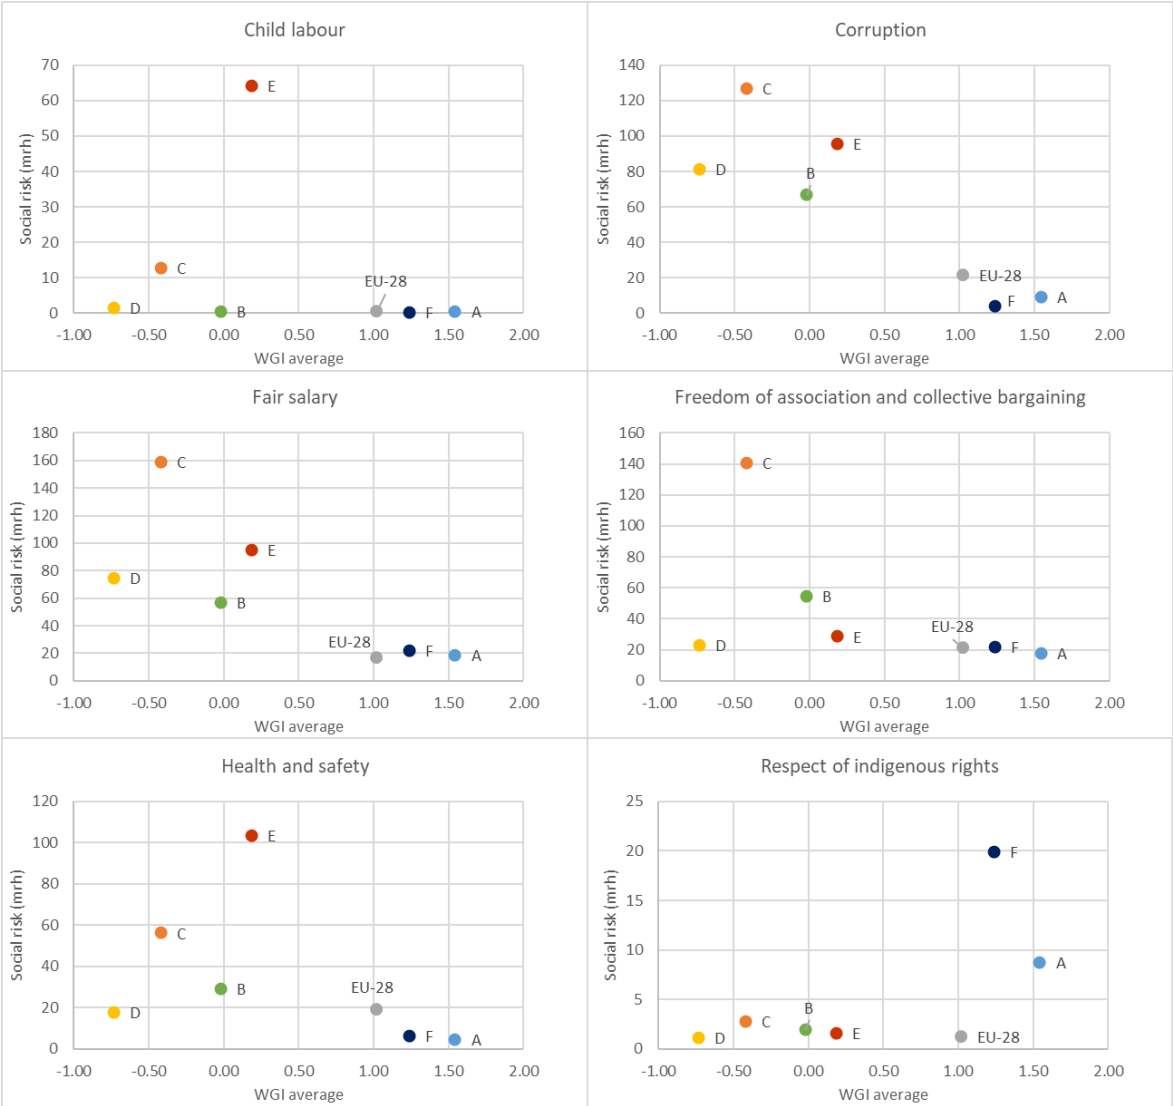 Child labour
70
60
50
40
30
20
10
0
Social risk (mrh)
E
C
D
B
EU-28
F
A
-1.00 -0.50 0.00 0.50 1.00 1.50 2.00
WGI average
Corruption
140
120
100
80
60
40
20
0
Social risk (mrh)
C
E
D
B
EU-28
F
A
-1.00 -0.50 0.00 0.50 1.00 1.50 2.00
WGI average
Fair salary
180
160
140
120
100
80
60
40
20
0
Social risk (mrh)
C
E
D
B
EU-28
F
A
-1.00 -0.50 0.00 0.50 1.00 1.50 2.00
WGI average
Freedom of association and collective bargaining
160
140
120
100
80
60
40
20
0
Social risk (mrh)
C
B
E
D
EU-28
F
A
-1.00 -0.50 0.00 0.50 1.00 1.50 2.00
WGI average
Health and safety
120
100
80
60
40
20
0
Social risk (mrh)
E
C
B
D
EU-28
F
A
-1.00 -0.50 0.00 0.50 1.00 1.50 2.00
WGI average
Respect of indigenous rights
25
20
15
10
5
0
Social risk (mrh)
F
A
C
B
E
D
EU-28
-1.00 -0.50 0.00 0.50 1.00 1.50 2.00
WGI average